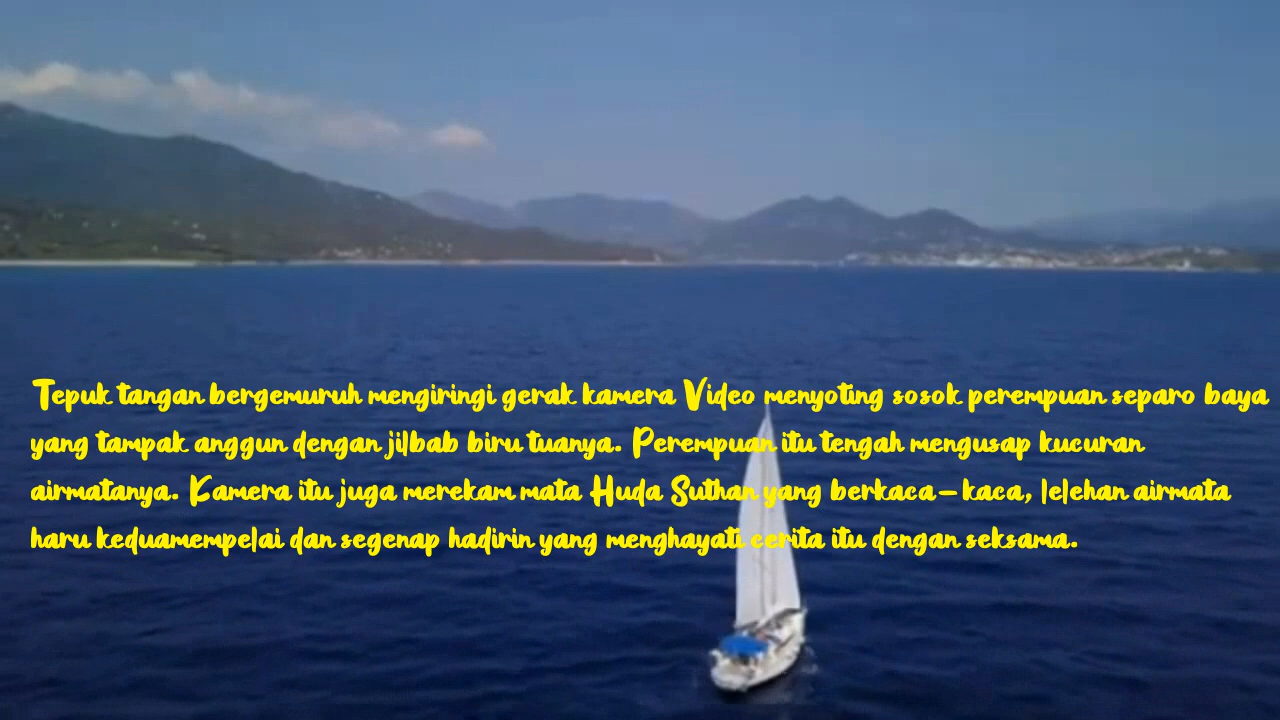 Tepuk tangan bergemuruh mengiringi gerak kamera Video menyoting sosok perempuan separo baya
yang tampak anggun dengan jilbab biru tuanya. Perempuan itu tengah mengusap kucuran
airmatanya. Kamera itu juga merekam mata Huda Suthan yang berkaca-kaca, lelehan airmata
haru keduamempelai dan segenap hadirin yang menghayati cerita itu dengan seksama.